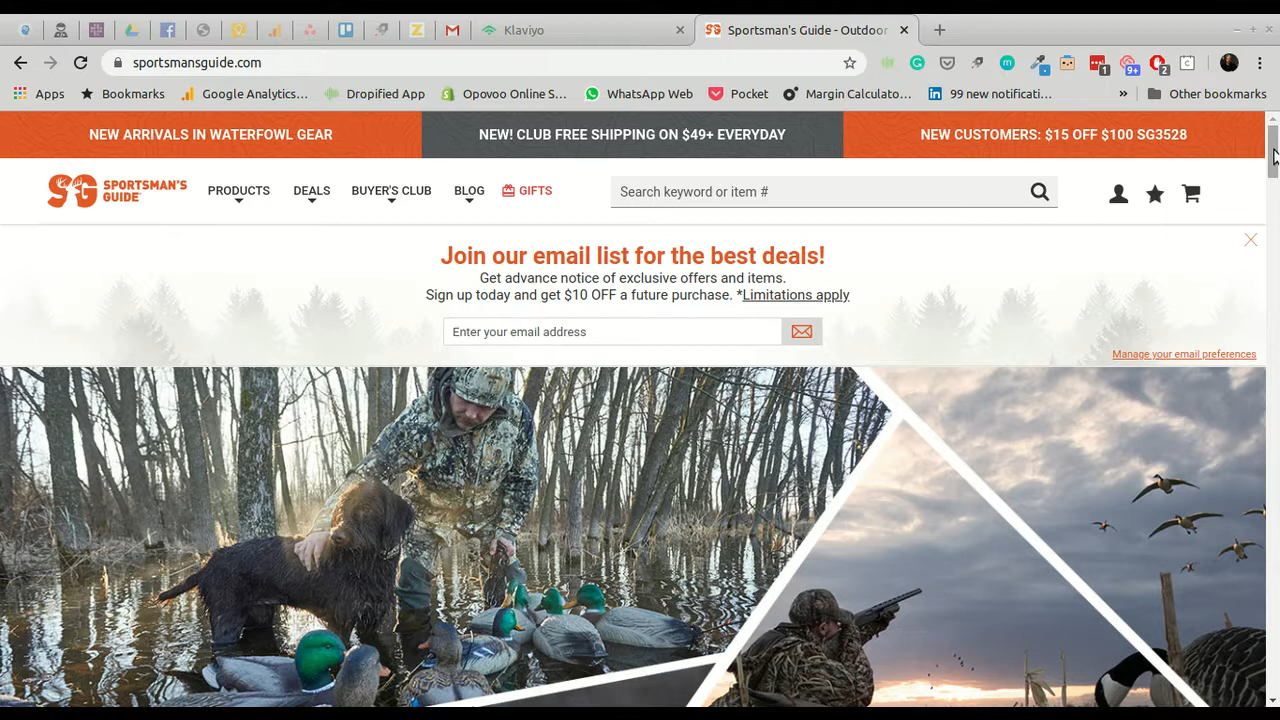 Klaviyo
Sportsman's Guide - Outdoor
sportsmansguide.com
1
9+
2
Apps
Bookmarks
Google Analytics...
Dropified App
Opovoo Online S...
WhatsApp Web
Pocket
Margin Calculato...
99 new notificati...
»
Other bookmarks
NEW ARRIVALS IN WATERFOWL GEAR
NEW! CLUB FREE SHIPPING ON $49+ EVERYDAY
NEW CUSTOMERS: $15 OFF $100 SG3528
SG SPORTSMAN'S
GUIDE
PRODUCTS
DEALS
BUYER'S CLUB
BLOG
GIFTS
Search keyword or item #
Join our email list for the best deals!
Get advance notice of exclusive offers and items.
Sign up today and get $10 OFF a future purchase. *Limitations apply
Enter your email address
Manage your email preferences